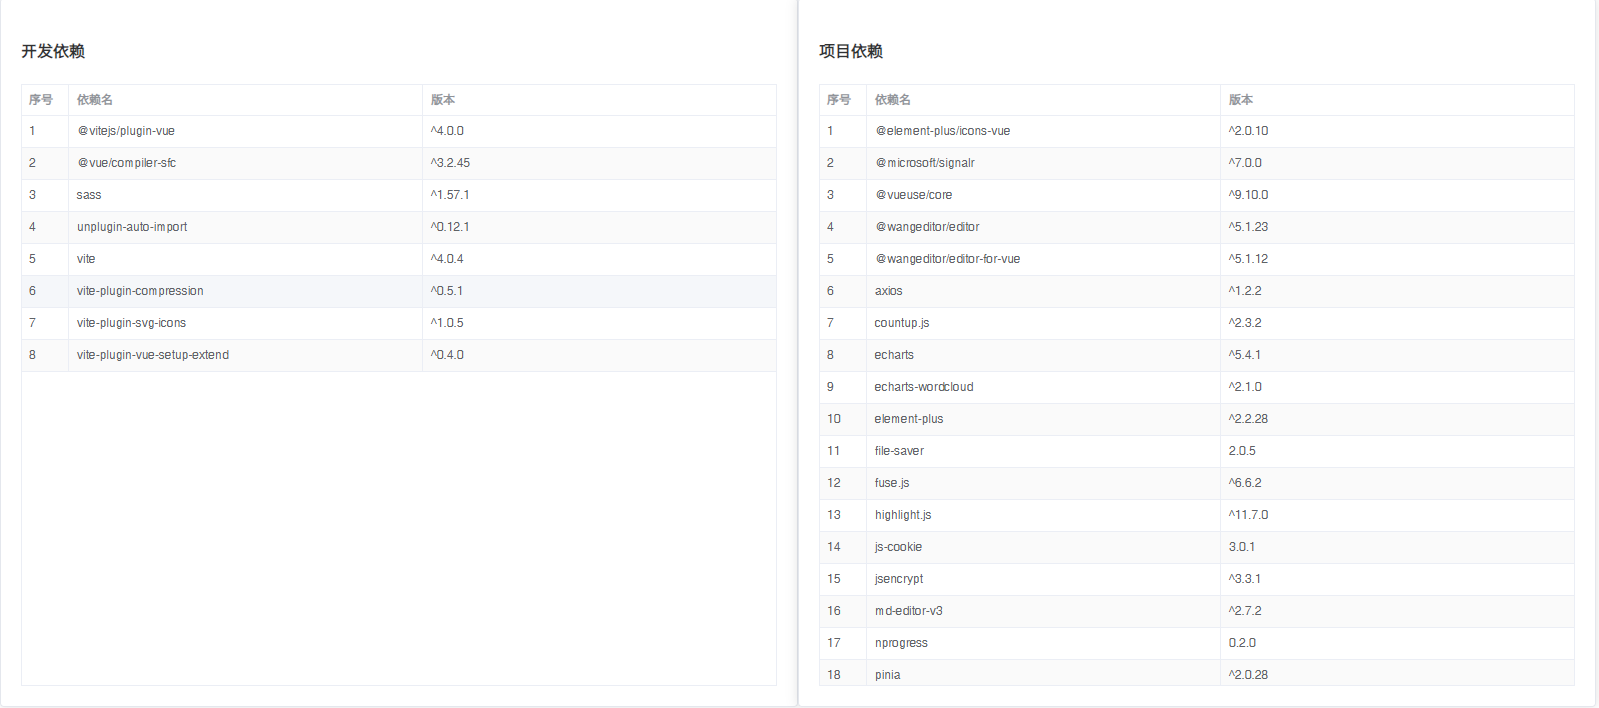 开发依赖
序号 依赖名 版本
1 @vitejs/plugin-vue ^4.0.0
2 @vue/compiler-sfc ^3.2.45
3 sass ^1.57.1
4 unplugin-auto-import ^0.12.1
5 vite ^4.0.4
6 vite-plugin-compression ^0.5.1
7 vite-plugin-svg-icons ^1.0.5
8 vite-plugin-vue-setup-extend ^0.4.0
项目依赖
序号 依赖名 版本
1 @element-plus/icons-vue ^2.0.10
2 @microsoft/signalr ^7.0.0
3 @vueuse/core ^9.10.0
4 @wangeditor/editor ^5.1.23
5 @wangeditor/editor-for-vue ^5.1.12
6 axios ^1.2.2
7 countup.js ^2.3.2
8 echarts ^5.4.1
9 echarts-wordcloud ^2.1.0
10 element-plus ^2.2.28
11 file-saver 2.0.5
12 fuse.js ^6.6.2
13 highlight.js ^11.7.0
14 js-cookie 3.0.1
15 jsencrypt ^3.3.1
16 md-editor-v3 ^2.7.2
17 nprogress 0.2.0
18 pinia ^2.0.28